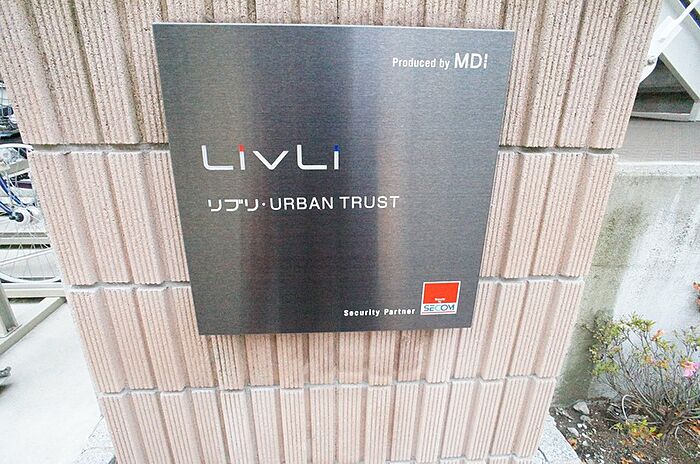 Produced by MDI
LivLi
リブリ・URBAN TRUST
Security Partner
SECOM